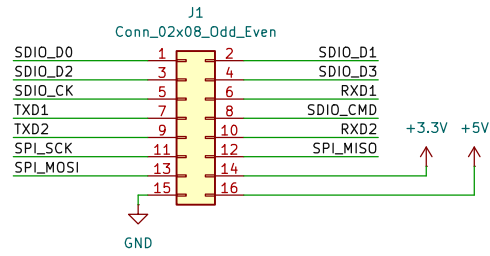 J1
Conn_02x08_Odd_Even
SDIO_D0 1 2 SDIO_D1
SDIO_D2 3 4 SDIO_D3
SDIO_CK 5 6 RXD1
TXD1 7 8 SDIO_CMD
TXD2 9 10 RXD2
+3.3V +5V
SPI_SCK 11 12 SPI_MISO
SPI_MOSI 13 14
15 16
GND